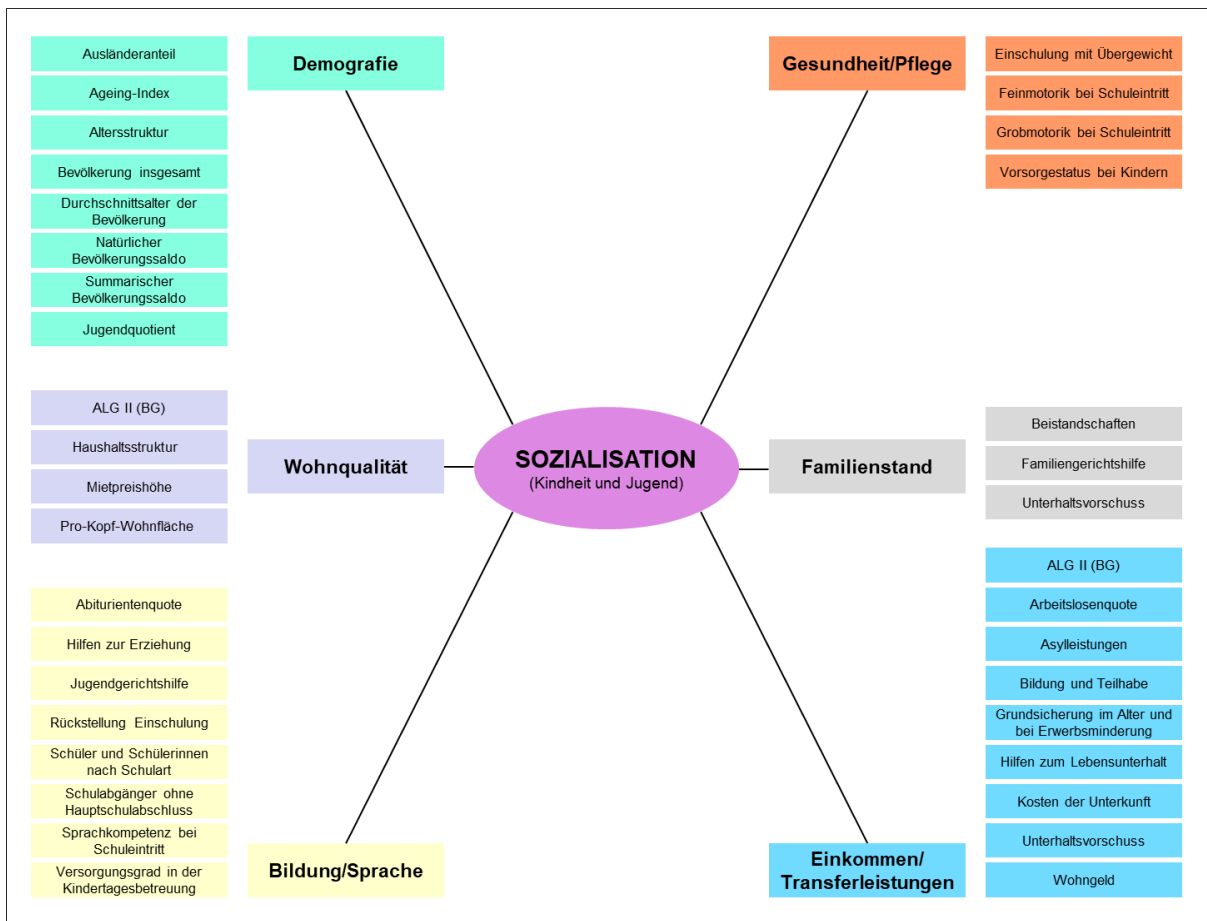 Demografie
Ausländeranteil
Ageing-Index
Altersstruktur
Bevölkerung insgesamt
Durchschnittsalter der
Bevölkerung
Natürlicher
Bevölkerungssaldo
Summarischer
Bevölkerungssaldo
Jugendquotient
Gesundheit/Pflege
Einschulung mit Übergewicht
Feinmotorik bei Schuleintritt
Grobmotorik bei Schuleintritt
Vorsorgestatus bei Kindern
Wohnqualität
ALG II (BG)
Haushaltsstruktur
Mietpreishöhe
Pro-Kopf-Wohnfläche
SOZIALISATION
(Kindheit und Jugend)
Familienstand
Beistandschaften
Familiengerichtshilfe
Unterhaltsvorschuss
Bildung/Sprache
Abiturientenquote
Hilfen zur Erziehung
Jugendgerichtshilfe
Rückstellung Einschulung
Schüler und Schülerinnen
nach Schulart
Schulabgänger ohne
Hauptschulabschluss
Sprachkompetenz bei
Schuleintritt
Versorgungsgrad in der
Kindertagesbetreuung
Einkommen/
Transferleistungen
ALG II (BG)
Arbeitslosenquote
Asylleistungen
Bildung und Teilhabe
Grundsicherung im Alter und
bei Erwerbsminderung
Hilfen zum Lebensunterhalt
Kosten der Unterkunft
Unterhaltsvorschuss
Wohngeld